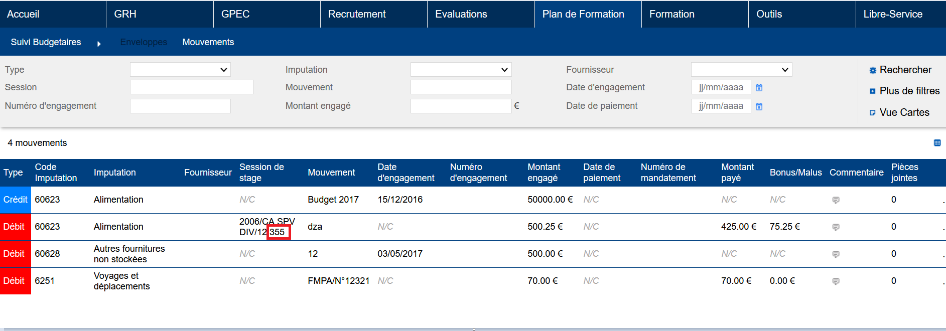 Accueil GRH GPEC Recrutement Evaluations Plan de Formation Formation Outils Libre-Service
Suivi Budgetaires Enveloppes Mouvements
Type Imputation Fournisseur Rechercher
Session Mouvement Date d'engagement jj/mm/aaaa Plus de filtres
Numéro d'engagement Montant engagé € Date de paiement jj/mm/aaaa Vue Cartes
4 mouvements
Type Code Imputation Imputation Fournisseur Session de stage Mouvement Date d'engagement Numéro d'engagement Montant engagé Date de paiement Numéro de mandatement Montant payé Bonus/Malus Commentaire Pièces jointes
Crédit 60623 Alimentation N/C Budget 2017 15/12/2016 50000.00 € N/C N/C N/C 0
Débit 60623 Alimentation 2006/CA SPV DIV/12 355 dza N/C 500.25 € N/C 425.00 € 75.25 € 0
Débit 60628 Autres fournitures non stockées N/C 12 03/05/2017 500.00 € N/C N/C N/C 0
Débit 6251 Voyages et déplacements N/C FMPA/N°12321 N/C 70.00 € N/C 70.00 € 0.00 € 0